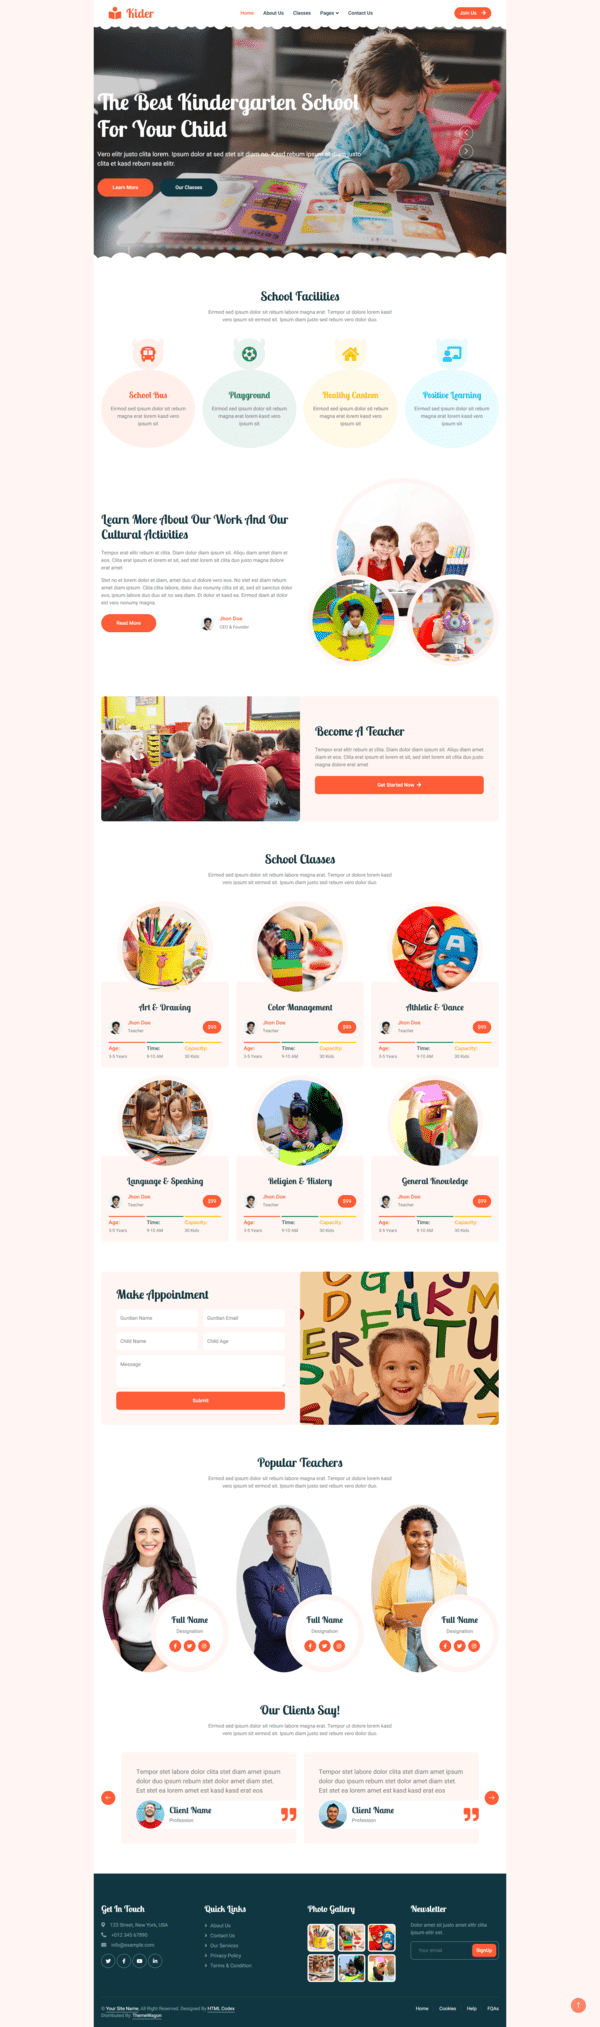 Kider
Home About Us Classes Pages Contact Us
Join Us
The Best Kindergarten School
For Your Child
Vero elitr justo clita lorem. Ipsum dolor at sed stet sit diam no. Kasd rebum ipsum et diam justo
clita et kasd rebum sea elitr.
Learn More
Our Classes
School Facilities
Eirmod sed ipsum dolor sit rebum labore magna erat. Tempor ut dolore lorem kasd
vero ipsum sit eirmod sit. Ipsum diam justo sed rebum vero dolor duo.
School Bus
Eirmod sed ipsum dolor sit rebum
magna erat lorem kasd vero
ipsum sit
Playground
Eirmod sed ipsum dolor sit rebum
magna erat lorem kasd vero
ipsum sit
Healthy Canteen
Eirmod sed ipsum dolor sit rebum
magna erat lorem kasd vero
ipsum sit
Positive Learning
Eirmod sed ipsum dolor sit rebum
magna erat lorem kasd vero
ipsum sit
Learn More About Our Work And Our
Cultural Activities
Tempor erat elitr rebum at clita. Diam dolor diam ipsum sit. Aliqu diam amet diam et
eos. Clita erat ipsum et lorem et sit, sed stet lorem sit clita duo justo magna dolore
erat amet
Stet no et lorem dolor et diam, amet duo ut dolore vero eos. No stet est diam rebum
amet diam ipsum. Clita clita labore, dolor duo nonumy clita sit at, sed sit sanctus dolor
eos, ipsum labore duo duo sit no sea diam. Et dolor et kasd ea. Eirmod diam at dolor
est vero nonumy magna.
Read More
Jhon Doe
CEO & Founder
Become A Teacher
Tempor erat elitr rebum at clita. Diam dolor diam ipsum sit. Aliqu diam amet
diam et eos. Clita erat ipsum et lorem et sit, sed stet lorem sit clita duo justo
magna dolore erat amet
Get Started Now
School Classes
Eirmod sed ipsum dolor sit rebum labore magna erat. Tempor ut dolore lorem kasd
vero ipsum sit eirmod sit. Ipsum diam justo sed rebum vero dolor duo.
Art & Drawing
Jhon Doe
Teacher
$99
Age: Time: Capacity:
3-5 Years 9-10 AM 30 Kids
Color Management
Jhon Doe
Teacher
$99
Age: Time: Capacity:
3-5 Years 9-10 AM 30 Kids
Athletic & Dance
Jhon Doe
Teacher
$99
Age: Time: Capacity:
3-5 Years 9-10 AM 30 Kids
Language & Speaking
Jhon Doe
Teacher
$99
Age: Time: Capacity:
3-5 Years 9-10 AM 30 Kids
Religion & History
Jhon Doe
Teacher
$99
Age: Time: Capacity:
3-5 Years 9-10 AM 30 Kids
General Knowledge
Jhon Doe
Teacher
$99
Age: Time: Capacity:
3-5 Years 9-10 AM 30 Kids
Make Appointment
Gurdian Name Gurdian Email
Child Name Child Age
Message
Submit
Popular Teachers
Eirmod sed ipsum dolor sit rebum labore magna erat. Tempor ut dolore lorem kasd
vero ipsum sit eirmod sit. Ipsum diam justo sed rebum vero dolor duo.
Full Name
Designation
Full Name
Designation
Full Name
Designation
Our Clients Say!
Eirmod sed ipsum dolor sit rebum labore magna erat. Tempor ut dolore lorem kasd
vero ipsum sit eirmod sit. Ipsum diam justo sed rebum vero dolor duo.
Tempor stet labore dolor clita stet diam amet ipsum
dolor duo ipsum rebum stet dolor amet diam stet.
Est stet ea lorem amet est kasd kasd erat eos
Client Name
Profession
Tempor stet labore dolor clita stet diam amet ipsum
dolor duo ipsum rebum stet dolor amet diam stet.
Est stet ea lorem amet est kasd kasd erat eos
Client Name
Profession
Get In Touch
123 Street, New York, USA
+012 345 67890
info@example.com
Quick Links
About Us
Contact Us
Our Services
Privacy Policy
Terms & Condition
Photo Gallery
Newsletter
Dolor amet sit justo amet elitr clita
ipsum elitr est.
Your email
SignUp
© Your Site Name, All Right Reserved. Designed By HTML Codex
Distributed By: ThemeWagon
Home Cookies Help FQAs